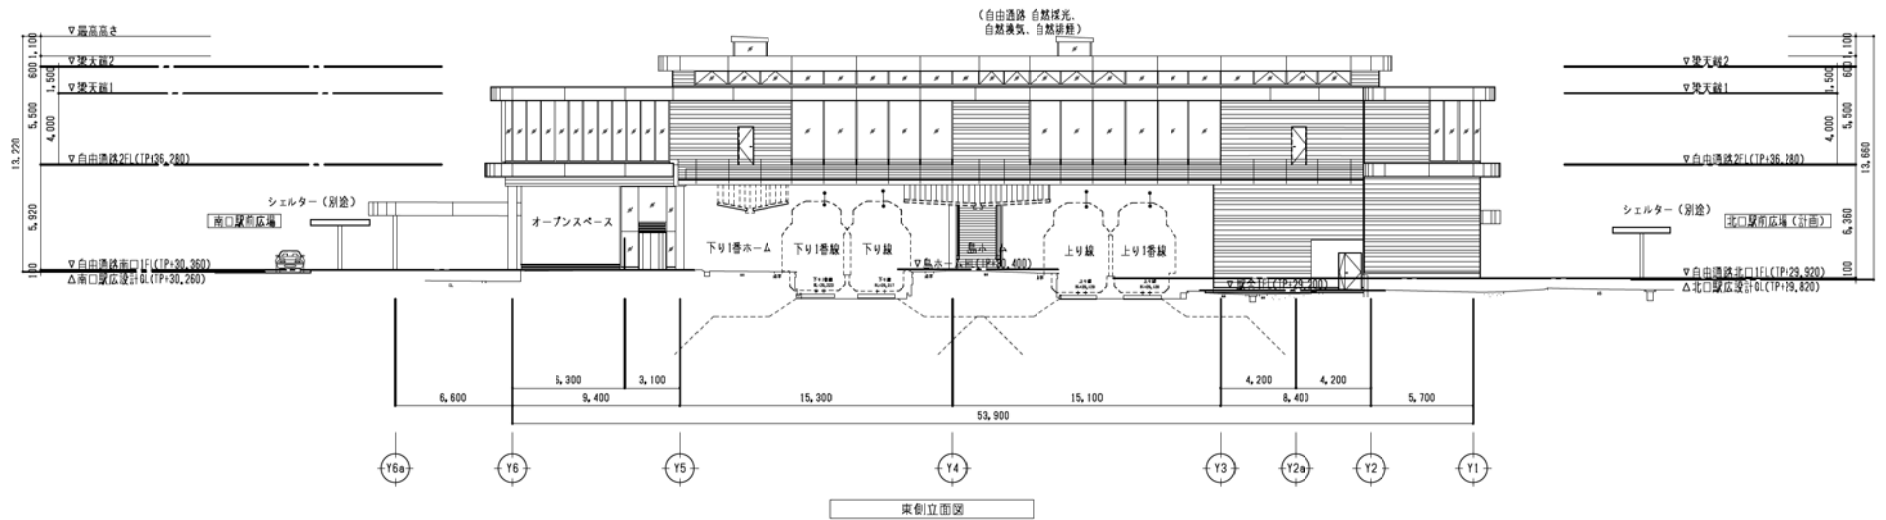 (自由通路 自然採光、
自然換気、自然排煙)
▽最高高さ
▽梁天端2
▽梁天端1
▽自由通路2FL(TP+36,280)
シェルター(別途)
南口駅前広場
▽自由通路南口1FL(TP+30,360)
△南口駅広設計GL(TP+30,260)
1,100
600
1,500
5,500
4,000
13,220
5,920
100
オープンスペース
下り1番ホーム
下り1番線
下り線
島ホーム
上り線
上り1番線
▽駅舎1FL(TP+29,200)
▽梁天端2
▽梁天端1
▽自由通路2FL(TP+36,280)
シェルター(別途)
北口駅前広場(計画)
▽自由通路北口1FL(TP+29,920)
△北口駅広設計GL(TP+29,820)
1,100
600
1,500
5,500
4,000
13,660
6,360
100
6,300
3,100
4,200
4,200
6,600
9,400
15,300
15,100
8,400
5,700
53,900
Y6a
Y6
Y5
Y4
Y3
Y2a
Y2
Y1
東側立面図